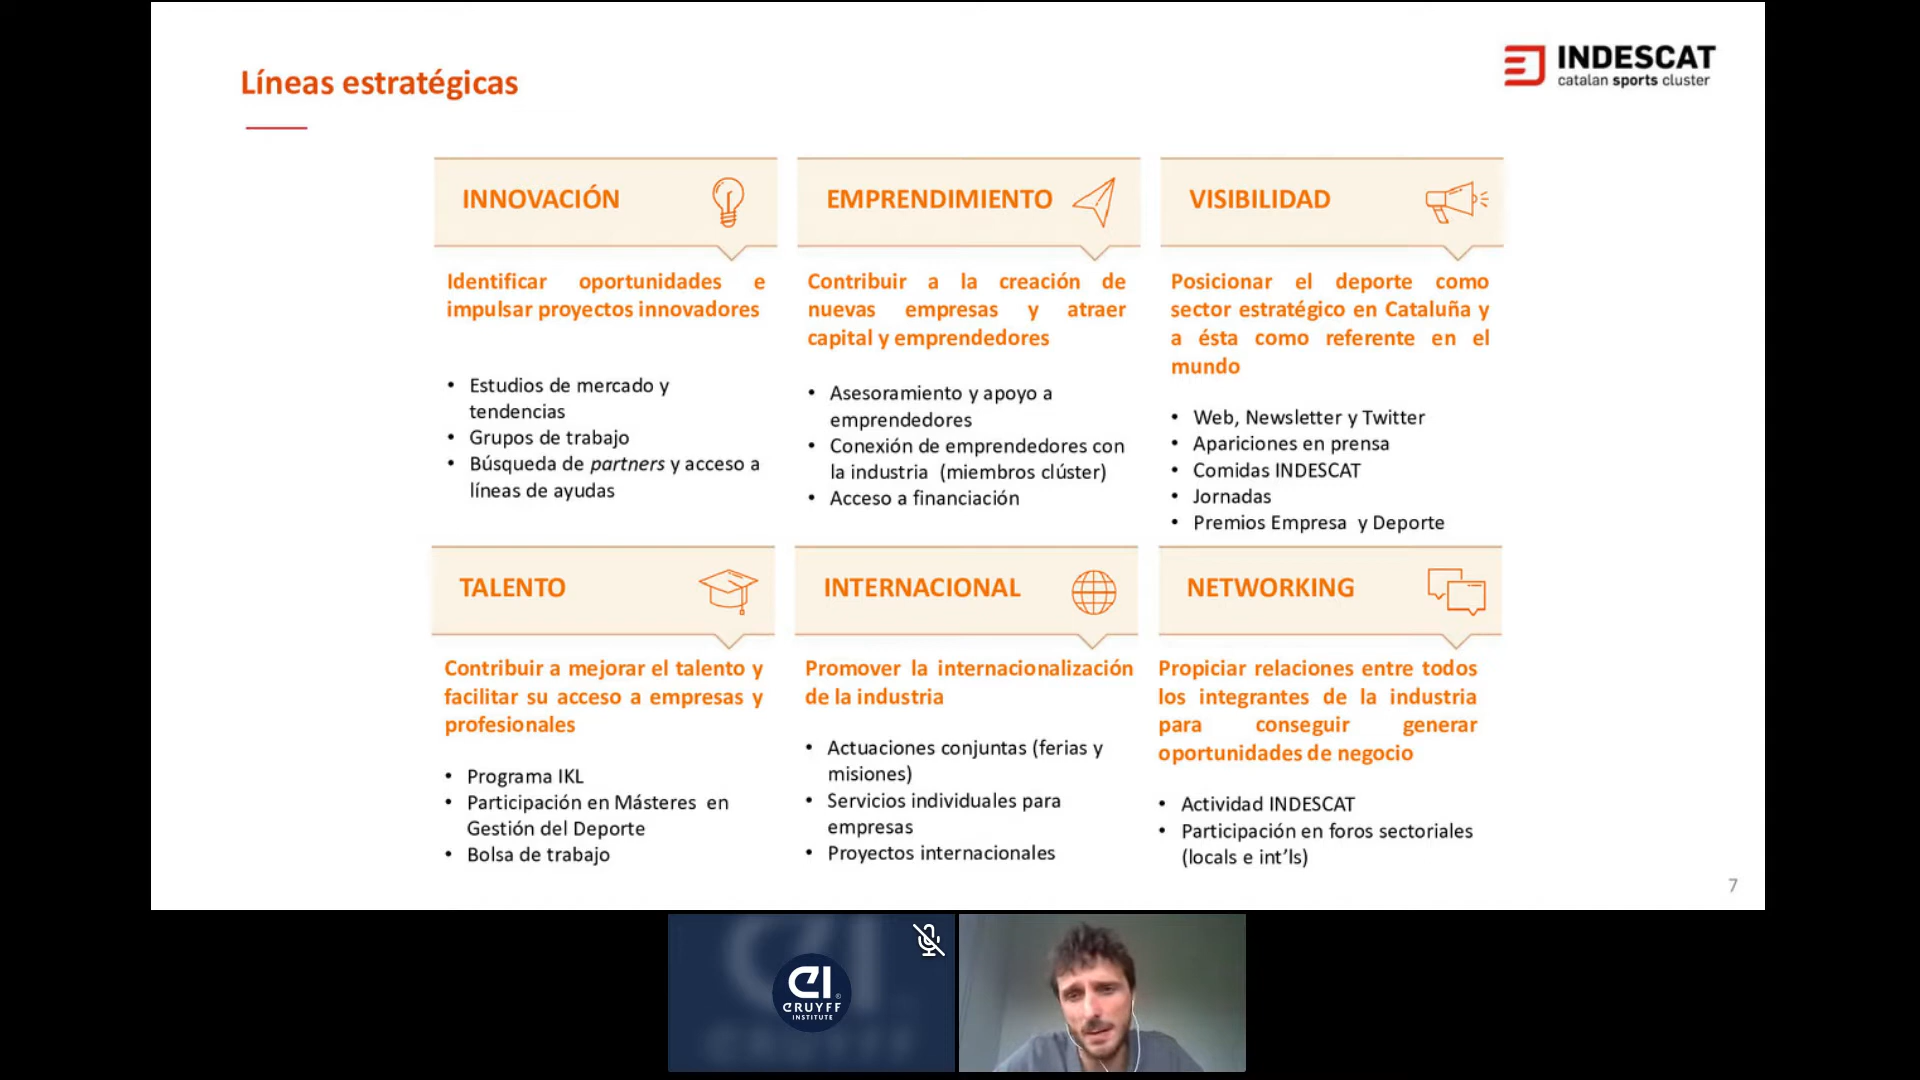 Líneas estratégicas
INDESCAT
catalan sports cluster
INNOVACIÓN
Identificar oportunidades e
impulsar proyectos innovadores
• Estudios de mercado y
tendencias
• Grupos de trabajo
• Búsqueda de partners y acceso a
líneas de ayudas
EMPRENDIMIENTO
Contribuir a la creación de
nuevas empresas y atraer
capital y emprendedores
• Asesoramiento y apoyo a
emprendedores
• Conexión de emprendedores con
la industria (miembros clúster)
• Acceso a financiación
VISIBILIDAD
Posicionar el deporte como
sector estratégico en Cataluña y
a ésta como referente en el
mundo
• Web, Newsletter y Twitter
• Apariciones en prensa
• Comidas INDESCAT
• Jornadas
• Premios Empresa y Deporte
TALENTO
Contribuir a mejorar el talento y
facilitar su acceso a empresas y
profesionales
• Programa IKL
• Participación en Másteres en
Gestión del Deporte
• Bolsa de trabajo
INTERNACIONAL
Promover la internacionalización
de la industria
• Actuaciones conjuntas (ferias y
misiones)
• Servicios individuales para
empresas
• Proyectos internacionales
NETWORKING
Propiciar relaciones entre todos
los integrantes de la industria
para conseguir generar
oportunidades de negocio
• Actividad INDESCAT
• Participación en foros sectoriales
(locals e int’ls)
7
CRUYFF
INSTITUTE